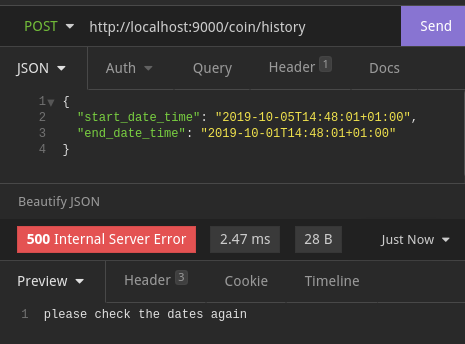 POST http://localhost:9000/coin/history Send
JSON Auth Query Header 1 Docs
1 {
2 "start_date_time": "2019-10-05T14:48:01+01:00",
3 "end_date_time": "2019-10-01T14:48:01+01:00"
4 }
Beautify JSON
500 Internal Server Error 2.47 ms 28 B Just Now
Preview Header 3 Cookie Timeline
1 please check the dates again